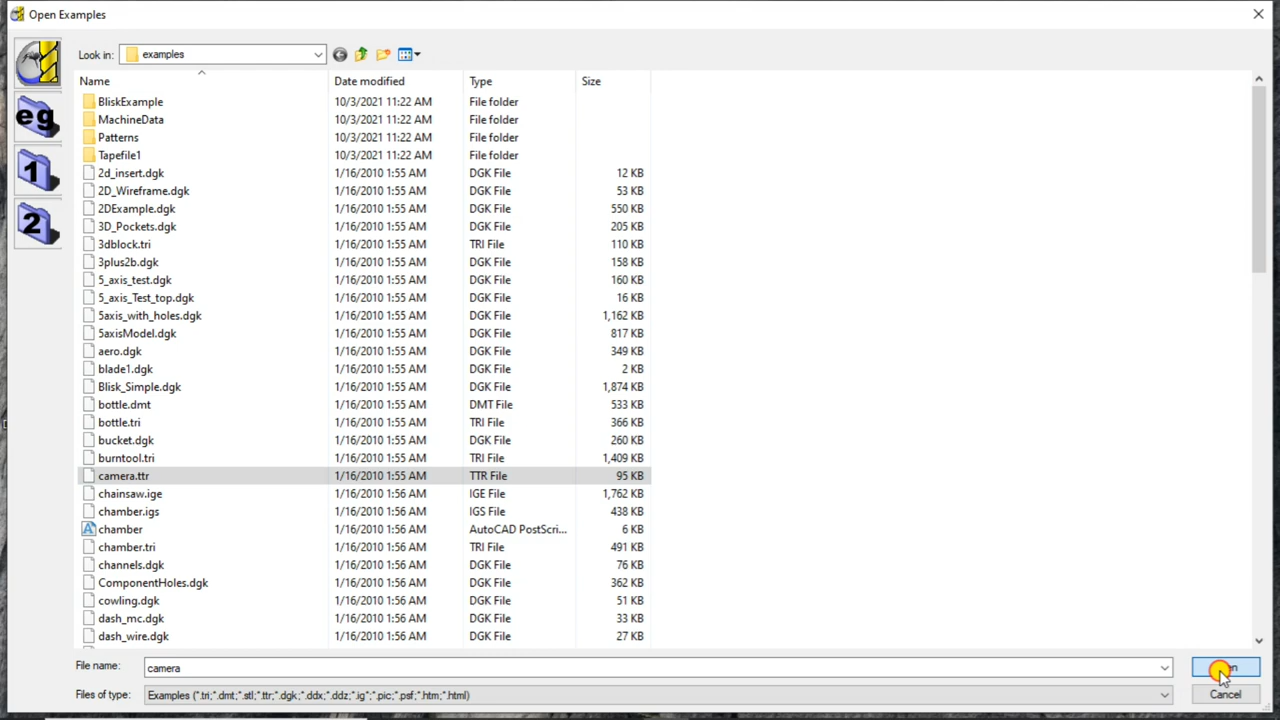 Open Examples
Look in: examples
Name Date modified Type Size
BliskExample 10/3/2021 11:22 AM File folder
MachineData 10/3/2021 11:22 AM File folder
Patterns 10/3/2021 11:22 AM File folder
Tapefile1 10/3/2021 11:22 AM File folder
2d_insert.dgk 1/16/2010 1:55 AM DGK File 12 KB
2D_Wireframe.dgk 1/16/2010 1:55 AM DGK File 53 KB
2DExample.dgk 1/16/2010 1:55 AM DGK File 550 KB
3D_Pockets.dgk 1/16/2010 1:55 AM DGK File 205 KB
3dblock.tri 1/16/2010 1:55 AM TRI File 110 KB
3plus2b.dgk 1/16/2010 1:55 AM DGK File 158 KB
5_axis_test.dgk 1/16/2010 1:55 AM DGK File 160 KB
5_axis_Test_top.dgk 1/16/2010 1:55 AM DGK File 16 KB
5axis_with_holes.dgk 1/16/2010 1:55 AM DGK File 1,162 KB
5axisModel.dgk 1/16/2010 1:55 AM DGK File 817 KB
aero.dgk 1/16/2010 1:55 AM DGK File 349 KB
blade1.dgk 1/16/2010 1:55 AM DGK File 2 KB
Blisk_Simple.dgk 1/16/2010 1:55 AM DGK File 1,874 KB
bottle.dmt 1/16/2010 1:55 AM DMT File 533 KB
bottle.tri 1/16/2010 1:55 AM TRI File 366 KB
bucket.dgk 1/16/2010 1:55 AM DGK File 260 KB
burntool.tri 1/16/2010 1:55 AM TRI File 1,409 KB
camera.ttr 1/16/2010 1:55 AM TTR File 95 KB
chainsaw.ige 1/16/2010 1:56 AM IGE File 1,762 KB
chamber.igs 1/16/2010 1:56 AM IGS File 438 KB
chamber 1/16/2010 1:56 AM AutoCAD PostScri... 6 KB
chamber.tri 1/16/2010 1:56 AM TRI File 491 KB
channels.dgk 1/16/2010 1:56 AM DGK File 76 KB
ComponentHoles.dgk 1/16/2010 1:56 AM DGK File 362 KB
cowling.dgk 1/16/2010 1:56 AM DGK File 51 KB
dash_mc.dgk 1/16/2010 1:56 AM DGK File 33 KB
dash_wire.dgk 1/16/2010 1:56 AM DGK File 27 KB
eg
1
2
File name: camera
Files of type: Examples (*.tri;*.dmt;*.stl;*.ttr;*.dgk;*.ddx;*.ddz;*.ig*;*.pic;*.psf;*.htm;*.html)
Cancel